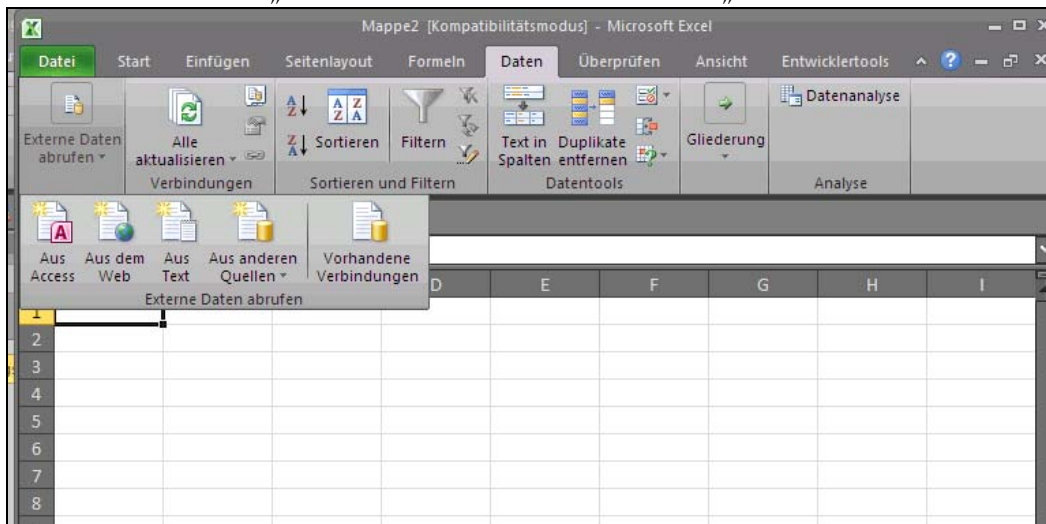 „ „
Mappe2 [Kompatibilitätsmodus] - Microsoft Excel
Datei Start Einfügen Seitenlayout Formeln Daten Überprüfen Ansicht Entwicklertools
Externe Daten abrufen
Alle aktualisieren
Sortieren
Filtern
Text in Spalten
Duplikate entfernen
Gliederung
Datenanalyse
Verbindungen Sortieren und Filtern Datentools Analyse
Aus Access
Aus dem Web
Aus Text
Aus anderen Quellen
Vorhandene Verbindungen
Externe Daten abrufen
D E F G H I
1
2
3
4
5
6
7
8